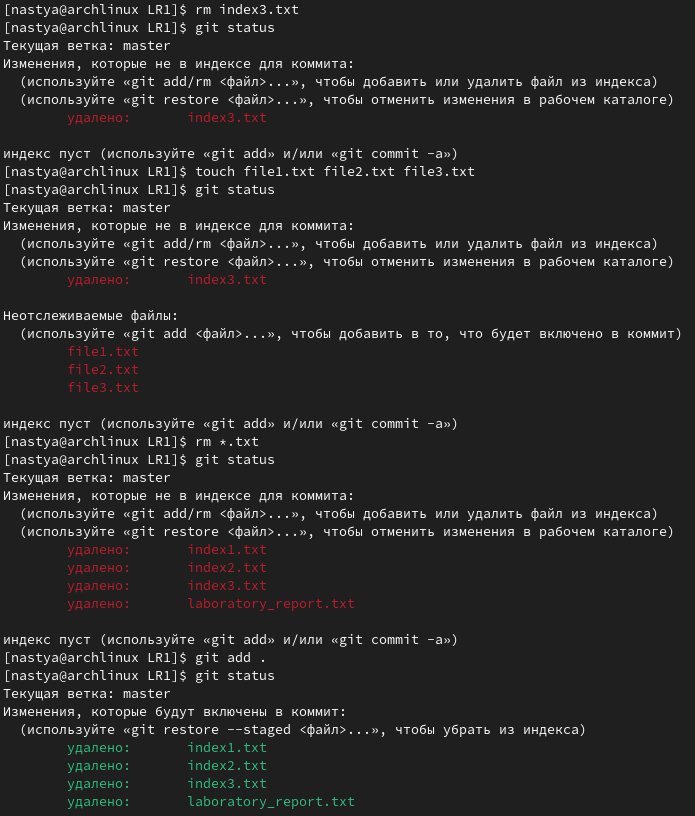 [nastya@archlinux LR1]$ rm index3.txt
[nastya@archlinux LR1]$ git status
Текущая ветка: master
Изменения, которые не в индексе для коммита:
  (используйте «git add/rm <файл>...», чтобы добавить или удалить файл из индекса)
  (используйте «git restore <файл>...», чтобы отменить изменения в рабочем каталоге)
        удалено:       index3.txt

индекс пуст (используйте «git add» и/или «git commit -a»)
[nastya@archlinux LR1]$ touch file1.txt file2.txt file3.txt
[nastya@archlinux LR1]$ git status
Текущая ветка: master
Изменения, которые не в индексе для коммита:
  (используйте «git add/rm <файл>...», чтобы добавить или удалить файл из индекса)
  (используйте «git restore <файл>...», чтобы отменить изменения в рабочем каталоге)
        удалено:       index3.txt

Неотслеживаемые файлы:
  (используйте «git add <файл>...», чтобы добавить в то, что будет включено в коммит)
        file1.txt
        file2.txt
        file3.txt

индекс пуст (используйте «git add» и/или «git commit -a»)
[nastya@archlinux LR1]$ rm *.txt
[nastya@archlinux LR1]$ git status
Текущая ветка: master
Изменения, которые не в индексе для коммита:
  (используйте «git add/rm <файл>...», чтобы добавить или удалить файл из индекса)
  (используйте «git restore <файл>...», чтобы отменить изменения в рабочем каталоге)
        удалено:       index1.txt
        удалено:       index2.txt
        удалено:       index3.txt
        удалено:       laboratory_report.txt

индекс пуст (используйте «git add» и/или «git commit -a»)
[nastya@archlinux LR1]$ git add .
[nastya@archlinux LR1]$ git status
Текущая ветка: master
Изменения, которые будут включены в коммит:
  (используйте «git restore --staged <файл>...», чтобы убрать из индекса)
        удалено:       index1.txt
        удалено:       index2.txt
        удалено:       index3.txt
        удалено:       laboratory_report.txt